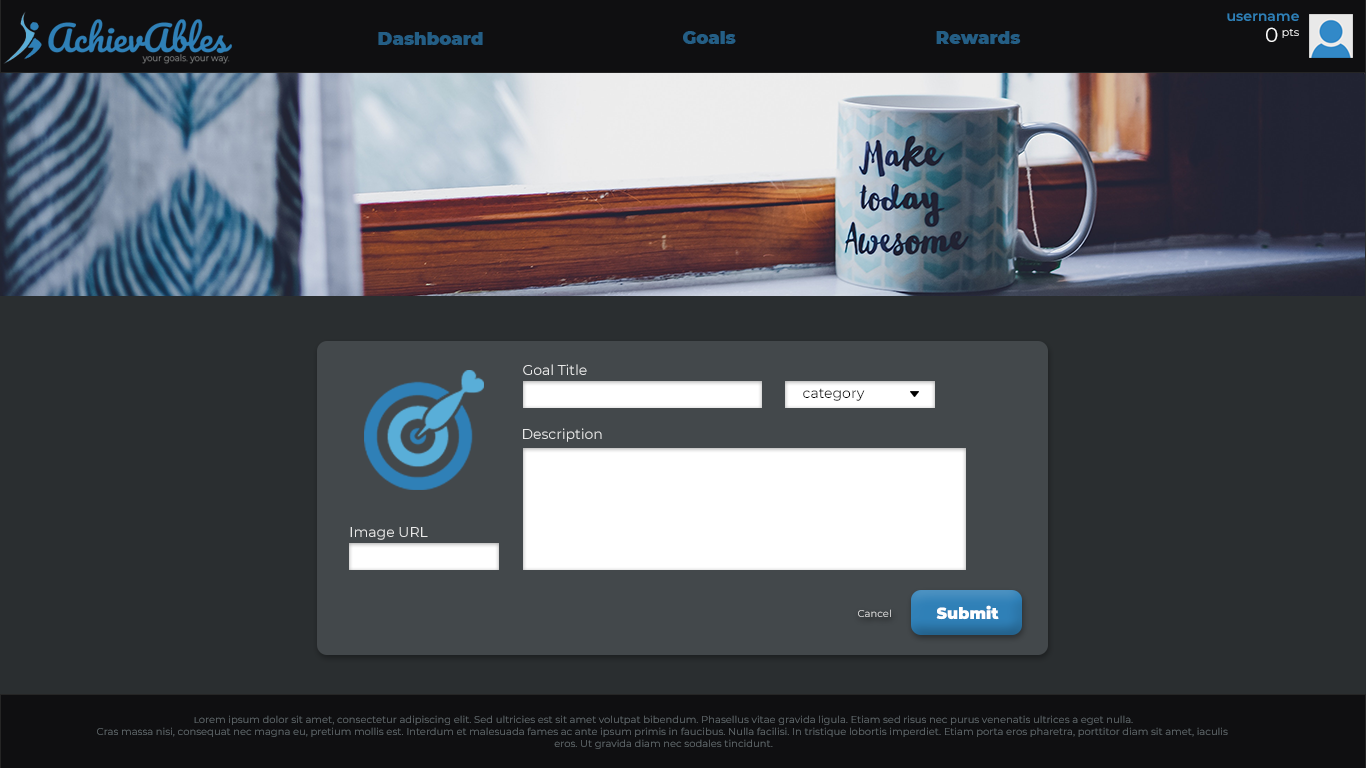 AchievAbles
your goals. your way.
Dashboard
Goals
Rewards
username
0 pts
Make
today
Awesome
Goal Title
category
Description
Image URL
Cancel
Submit
Lorem ipsum dolor sit amet, consectetur adipiscing elit. Sed ultricies est sit amet volutpat bibendum. Phasellus vitae gravida ligula. Etiam sed risus nec purus venenatis ultrices a eget nulla.
Cras massa nisi, consequat nec magna eu, pretium mollis est. Interdum et malesuada fames ac ante ipsum primis in faucibus. Nulla facilisi. In tristique lobortis imperdiet. Etiam porta eros pharetra, porttitor diam sit amet, iaculis
eros. Ut gravida diam nec sodales tincidunt.